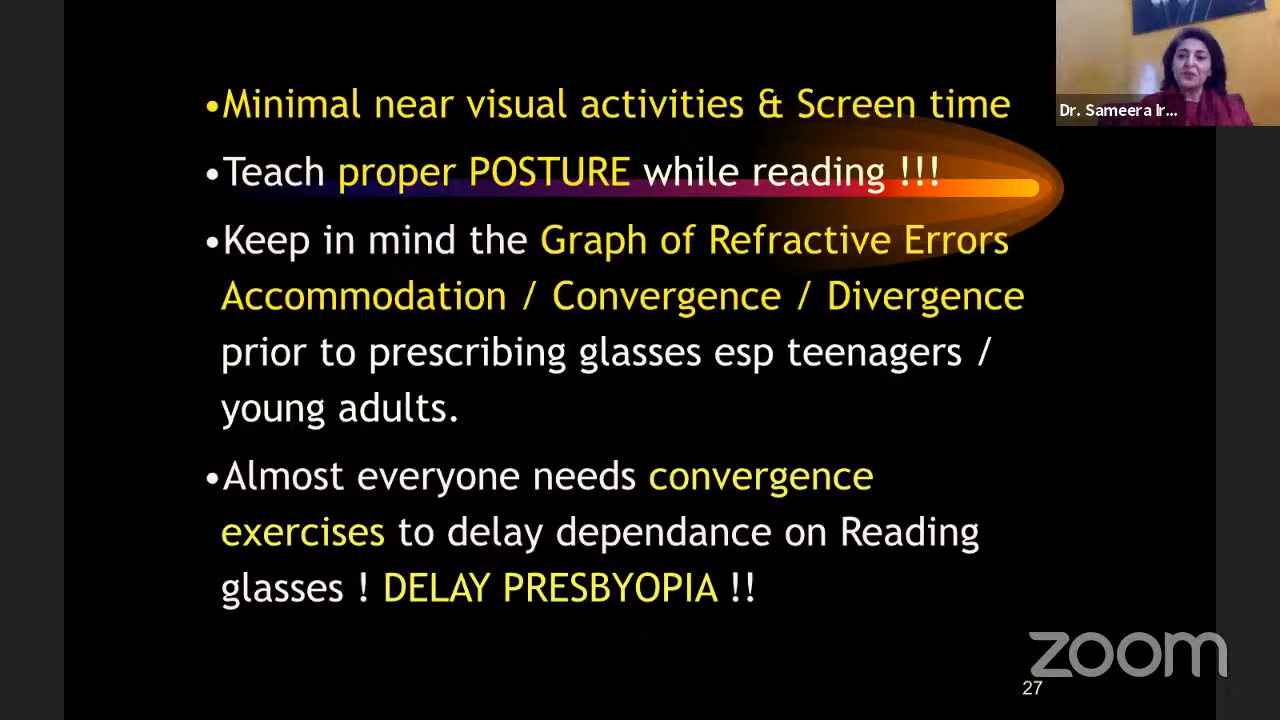 •Minimal near visual activities & Screen time
Dr. Sameera Ir...
•Teach proper POSTURE while reading !!!
•Keep in mind the Graph of Refractive Errors
Accommodation / Convergence / Divergence
prior to prescribing glasses esp teenagers /
young adults.
•Almost everyone needs convergence
exercises to delay dependance on Reading
glasses ! DELAY PRESBYOPIA !!
zoom
27